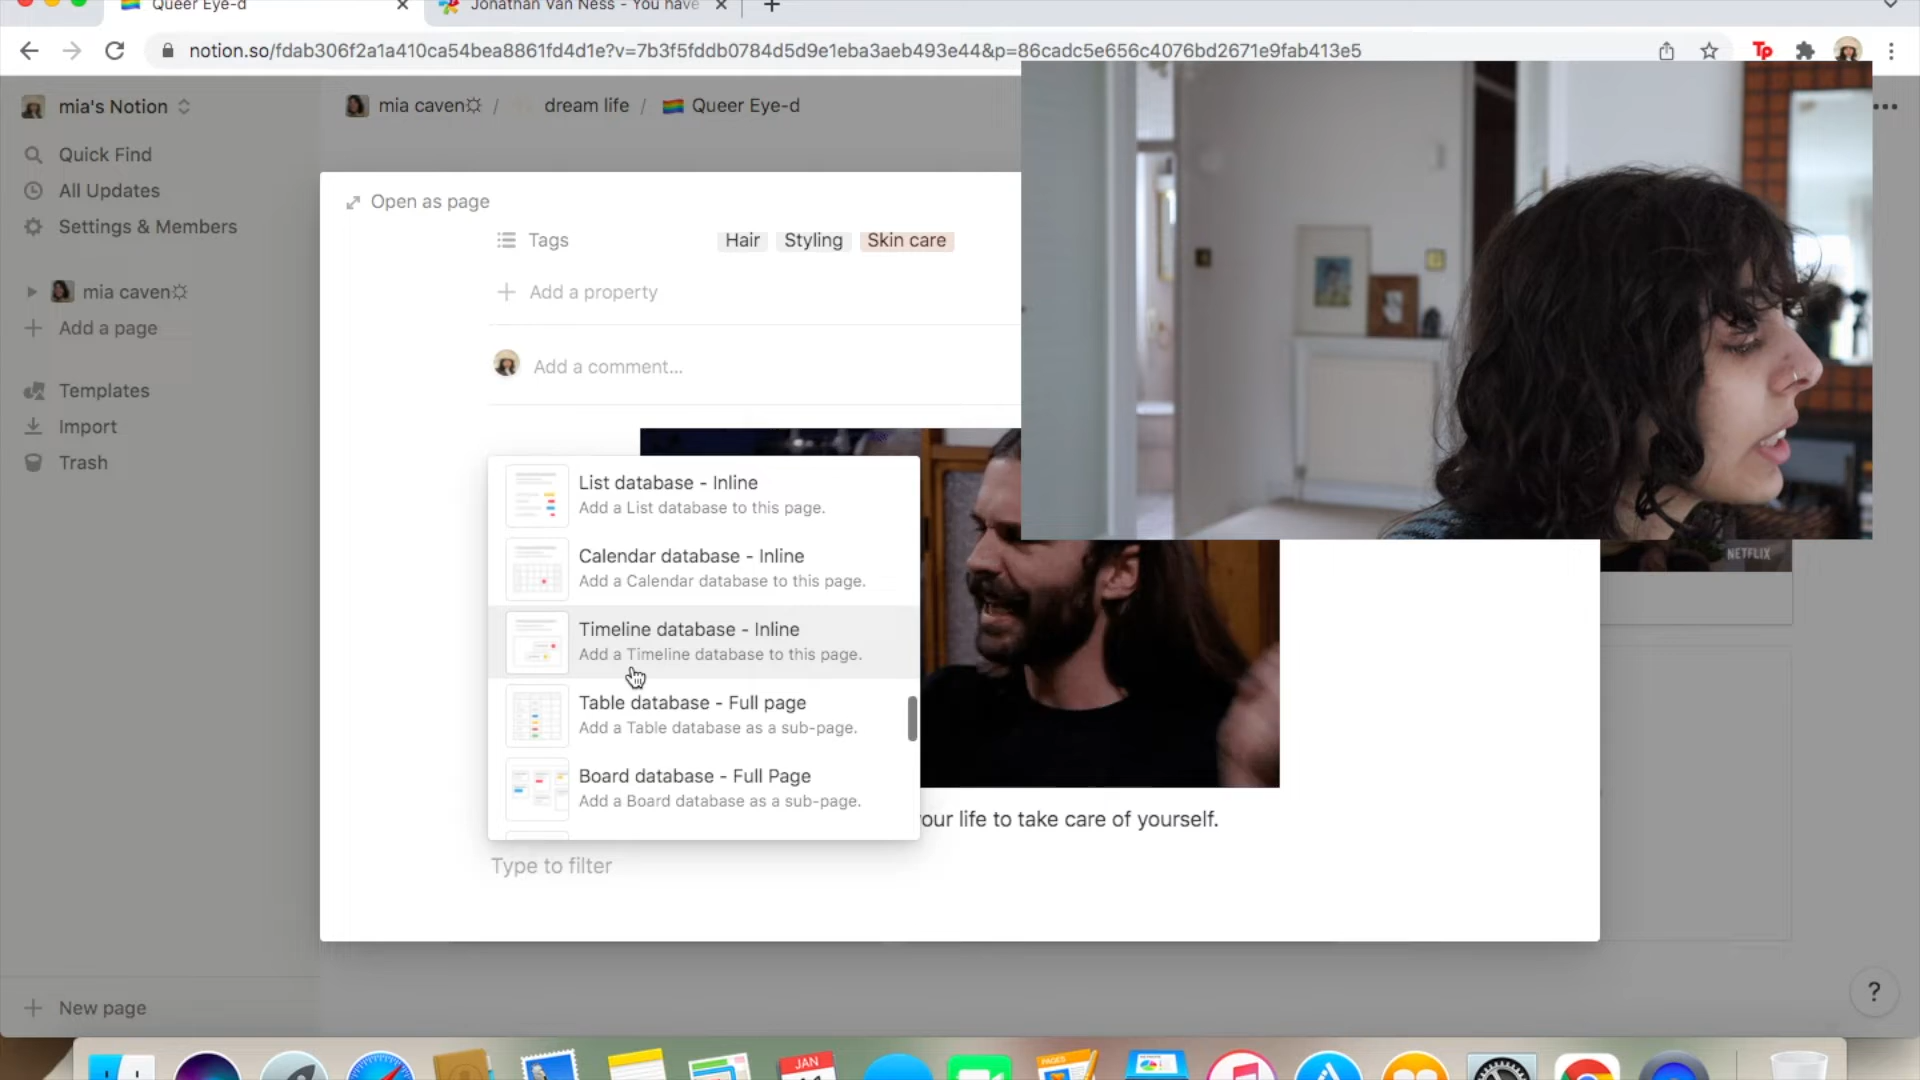 Queer Eye-d
Jonathan Van Ness - You have
notion.so/fdab306f2a1a410ca54bea8861fd4d1e?v=7b3f5fddb0784d5d9e1eba3aeb493e44&p=86cadc5e656c4076bd2671e9fab413e5
Tp
mia's Notion
mia caven☼ / dream life / Queer Eye-d
Quick Find
All Updates
Settings & Members
mia caven☼
Add a page
Templates
Import
Trash
New page
Open as page
Tags Hair Styling Skin care
Add a property
Add a comment...
List database - Inline
Add a List database to this page.
Calendar database - Inline
Add a Calendar database to this page.
Timeline database - Inline
Add a Timeline database to this page.
Table database - Full page
Add a Table database as a sub-page.
Board database - Full Page
Add a Board database as a sub-page.
our life to take care of yourself.
Type to filter
NETFLIX
?
JAN
PAGES